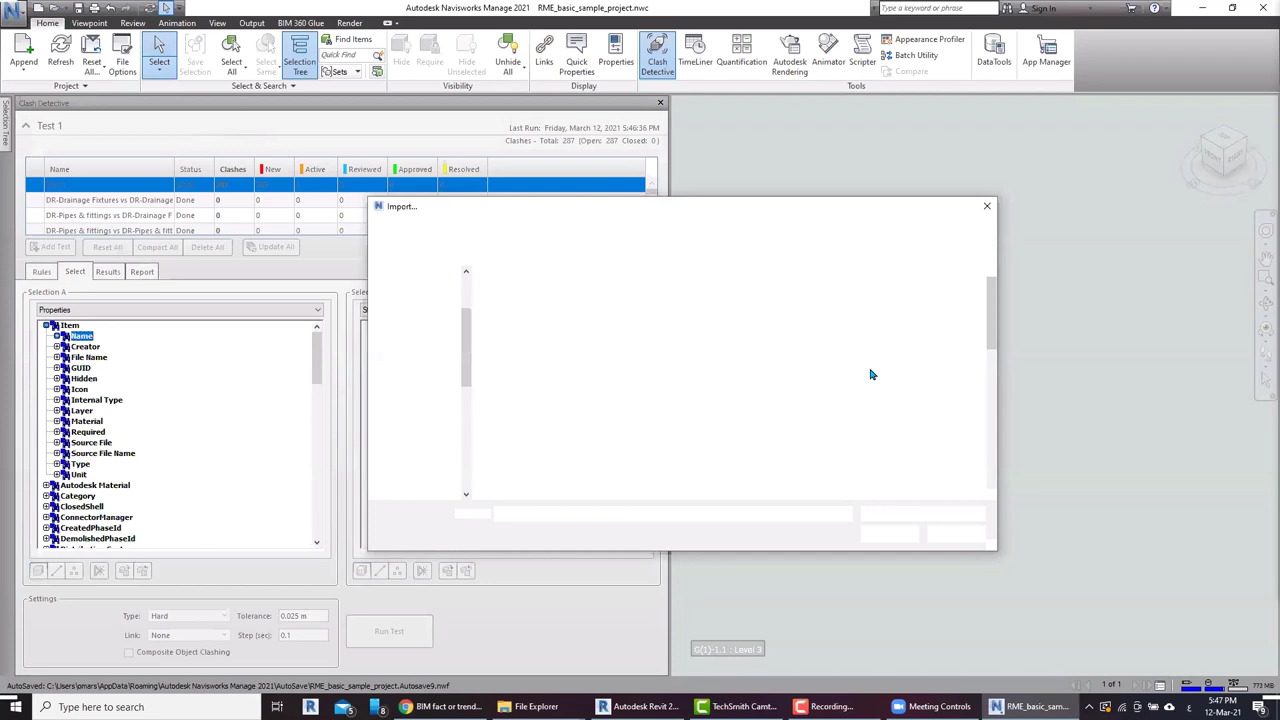 Autodesk Navisworks Manage 2021 RME_basic_sample_project.nwc
Type a keyword or phrase
Sign In
Home Viewpoint Review Animation View Output BIM 360 Glue Render
Append Refresh Reset All... File Options Select Save Selection Select All Select Same Selection Tree Find Items Quick Find Sets Hide Require Hide Unselected Unhide All Links Quick Properties Properties Clash Detective TimeLiner Quantification Autodesk Rendering Animator Scripter Appearance Profiler Batch Utility Compare DataTools App Manager
Project Select & Search Visibility Display Tools
Selection Tree
Clash Detective
Test 1
Last Run: Friday, March 12, 2021 5:46:36 PM
Clashes - Total: 287 (Open: 287 Closed: 0 )
Name Status Clashes New Active Reviewed Approved Resolved
DR-Drainage Fixtures vs DR-Drainage F Done 0
DR-Pipes & fittings vs DR-Drainage F Done 0
DR-Pipes & fittings vs DR-Pipes & fitt Done 0
Add Test Reset All Compact All Delete All Update All
Rules Select Results Report
Selection A
Properties
Item
Name
Creator
File Name
GUID
Hidden
Icon
Internal Type
Layer
Material
Required
Source File
Source File Name
Type
Unit
Autodesk Material
Category
ClosedShell
ConnectorManager
CreatedPhaseId
DemolishedPhaseId
Import...
FRONT
Settings
Type: Hard Tolerance: 0.025 m
Link: None Step (sec): 0.1
Composite Object Clashing
Run Test
G(1)-1.1 : Level 3
AutoSaved: C:\Users\pmars\AppData\Roaming\Autodesk Navisworks Manage 2021\AutoSave\RME_basic_sample_project.Autosave9.nwf
1 of 1
773 MB
Type here to search
BIM fact or trend... File Explorer Autodesk Revit 2... TechSmith Camt... Recording... Meeting Controls RME_basic_sam...
5:47 PM
12-Mar-21